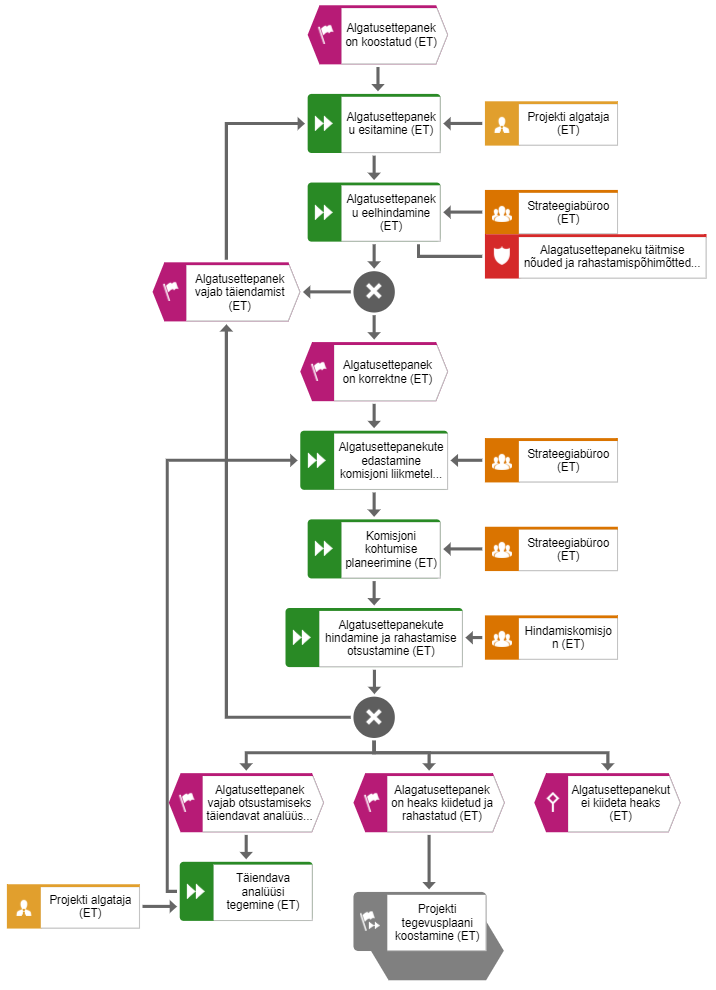 Algatusettepanek
on koostatud (ET)
Algatusettepanek
u esitamine (ET)
Projekti algataja
(ET)
Algatusettepanek
u eelhindamine
(ET)
Strateegiabüroo
(ET)
Alagatusettepaneku täitmise
nõuded ja rahastamispõhimõtted...
Algatusettepanek
vajab täiendamist
(ET)
Algatusettepanek
on korrektne (ET)
Algatusettepanekute
edastamine
komisjoni liikmetel...
Strateegiabüroo
(ET)
Komisjoni
kohtumise
planeerimine (ET)
Strateegiabüroo
(ET)
Algatusettepanekute
hindamine ja rahastamise
otsustamine (ET)
Hindamiskomisjo
n (ET)
Algatusettepanek
vajab otsustamiseks
täiendavat analüüs...
Alagatusettepanek
on heaks kiidetud ja
rahastatud (ET)
Algatusettepanekut
ei kiideta heaks
(ET)
Täiendava
analüüsi
tegemine (ET)
Projekti algataja
(ET)
Projekti
tegevusplaani
koostamine (ET)